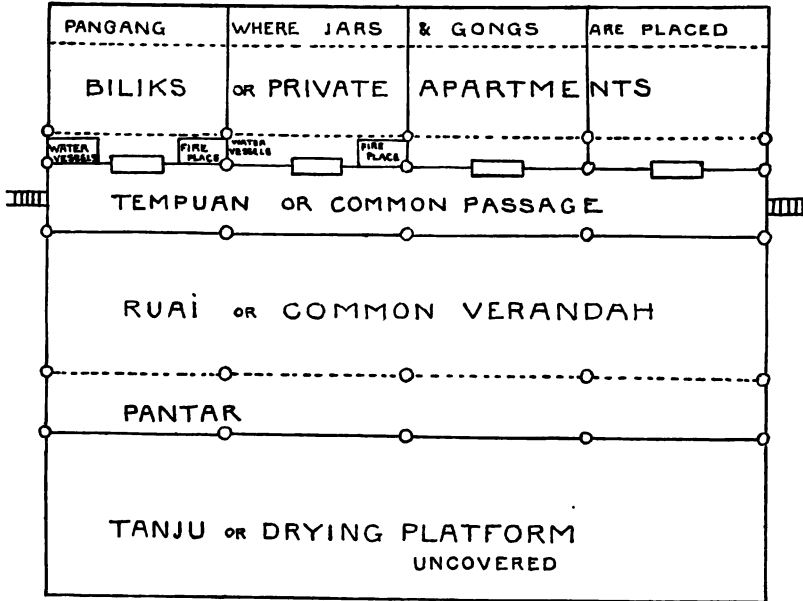 PANGANG WHERE JARS & GONGS ARE PLACED
BILIKS OR PRIVATE APARTMENTS
WATER VESSELS
FIRE PLACE
WATER VESSELS
FIRE PLACE
TEMPUAN OR COMMON PASSAGE
RUAI OR COMMON VERANDAH
PANTAR
TANJU OR DRYING PLATFORM
UNCOVERED